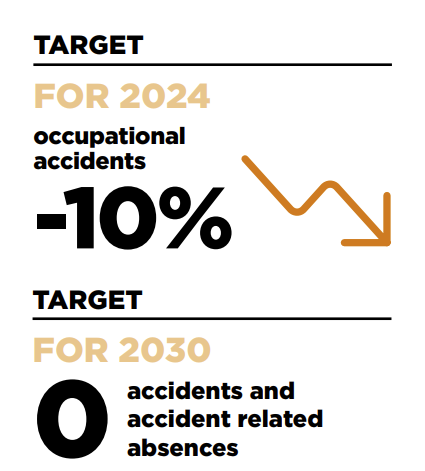 TARGET
FOR 2024
occupational
accidents
-10%
TARGET
FOR 2030
0
accidents and
accident related
absences